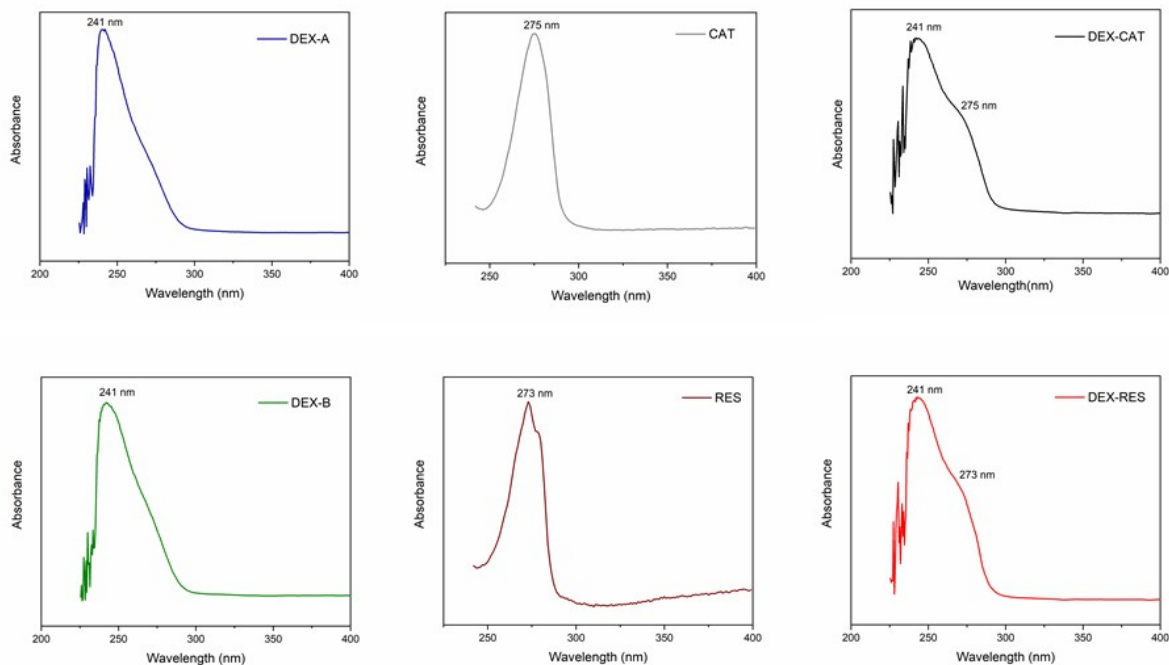 241 nm
DEX-A
Absorbance
200 250 300 350 400
Wavelength (nm)
275 nm
CAT
Absorbance
250 300 350 400
Wavelength (nm)
241 nm
DEX-CAT
275 nm
Absorbance
200 250 300 350 400
Wavelength(nm)
241 nm
DEX-B
Absorbance
200 250 300 350 400
Wavelength (nm)
273 nm
RES
Absorbance
250 300 350 400
Wavelength (nm)
241 nm
DEX-RES
273 nm
Absorbance
200 250 300 350 400
Wavelength (nm)